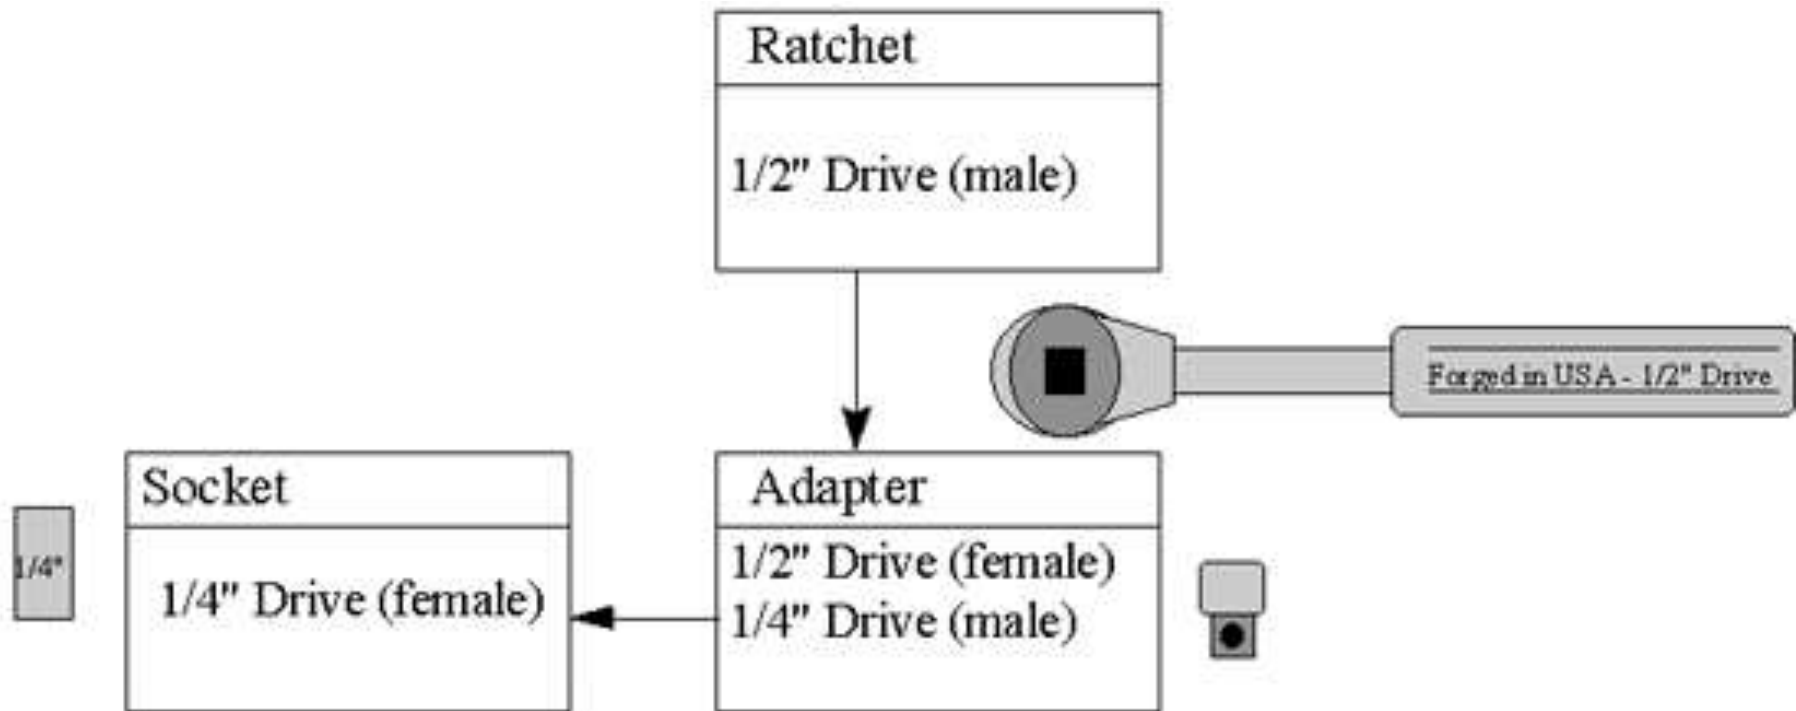 Ratchet
1/2" Drive (male)
Forged in USA - 1/2" Drive
Socket
1/4"
1/4" Drive (female)
Adapter
1/2" Drive (female)
1/4" Drive (male)